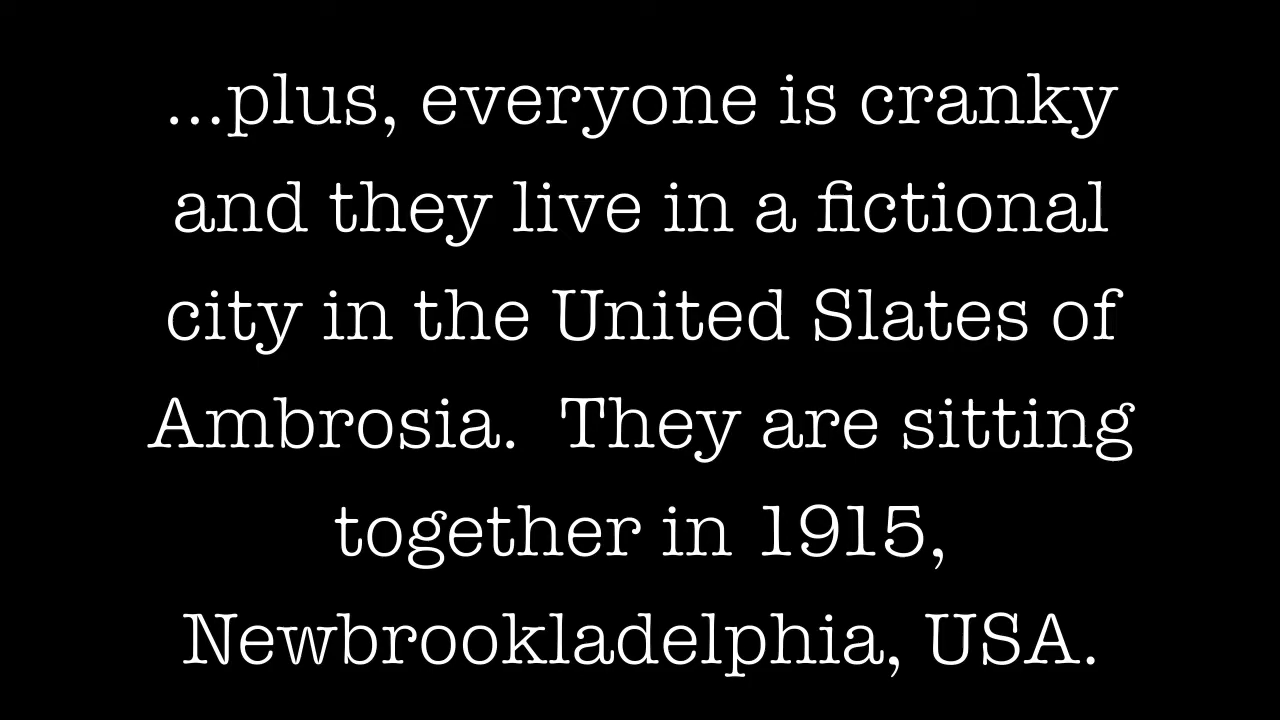 ...plus, everyone is cranky
and they live in a fictional
city in the United Slates of
Ambrosia.  They are sitting
together in 1915,
Newbrookladelphia, USA.